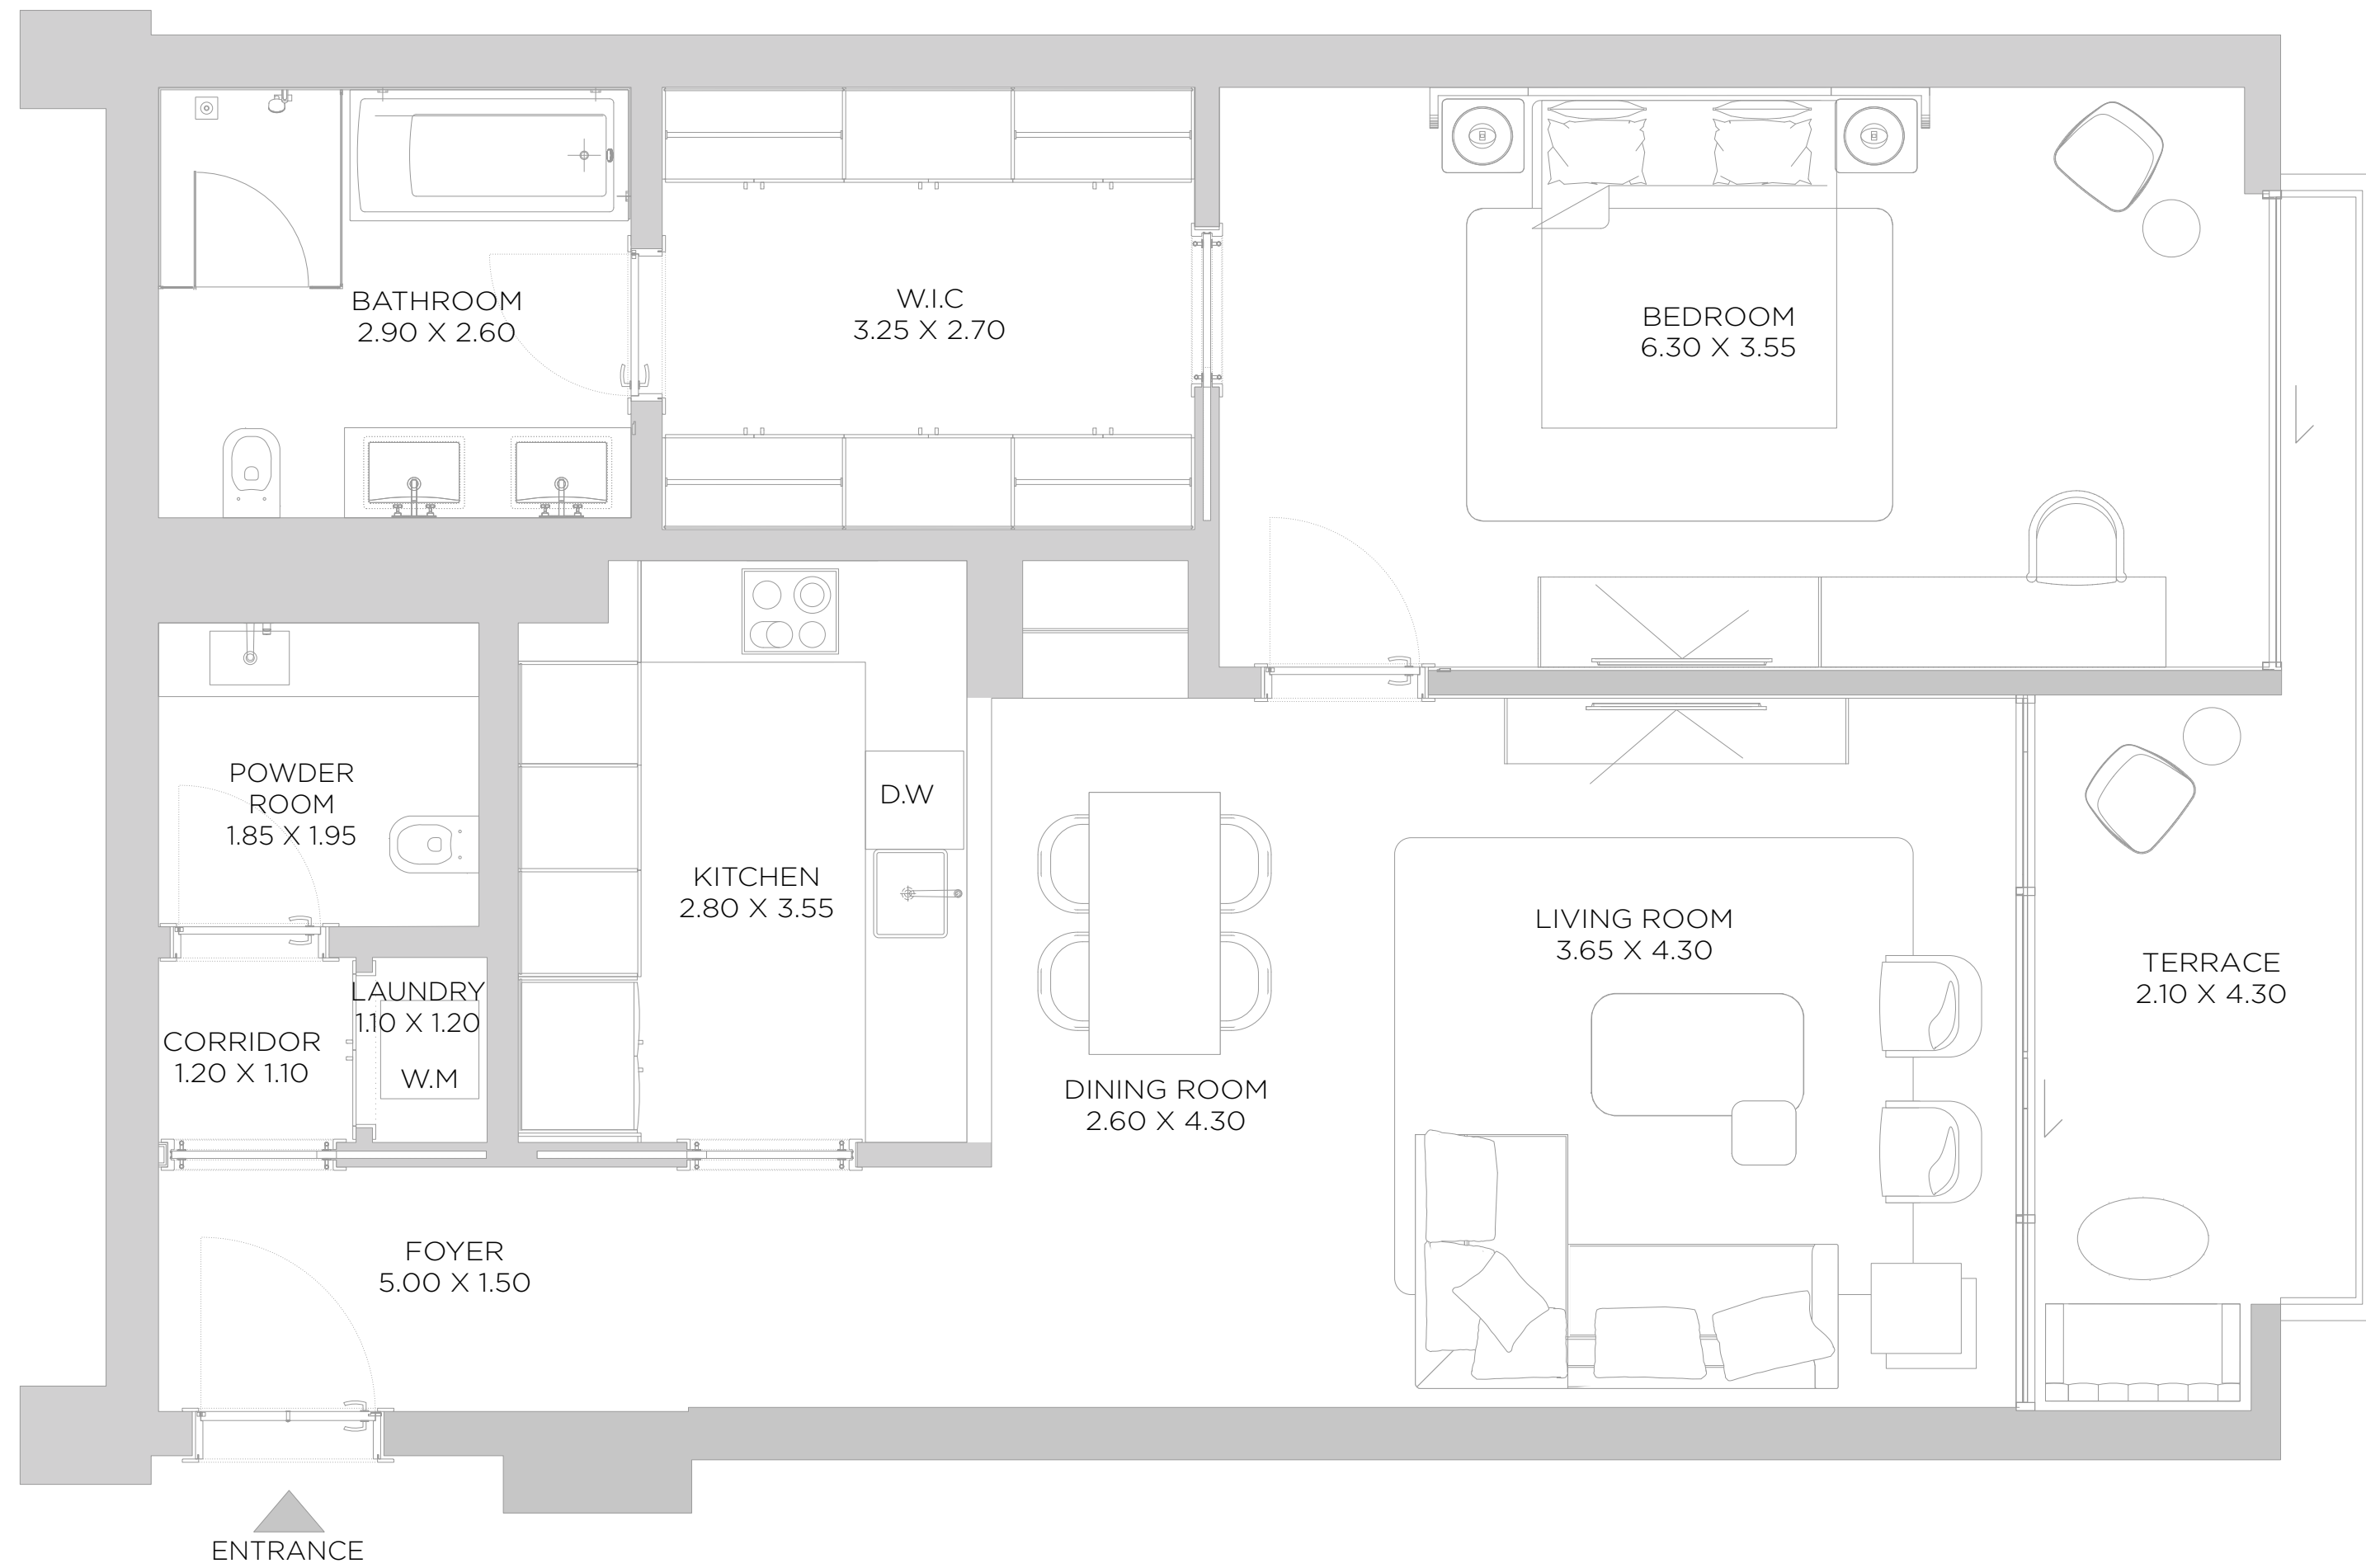 BATHROOM
2.90 X 2.60
W.I.C
3.25 X 2.70
BEDROOM
6.30 X 3.55
POWDER
ROOM
1.85 X 1.95
D.W
KITCHEN
2.80 X 3.55
LIVING ROOM
3.65 X 4.30
TERRACE
2.10 X 4.30
LAUNDRY
1.10 X 1.20
W.M
CORRIDOR
1.20 X 1.10
DINING ROOM
2.60 X 4.30
FOYER
5.00 X 1.50
ENTRANCE